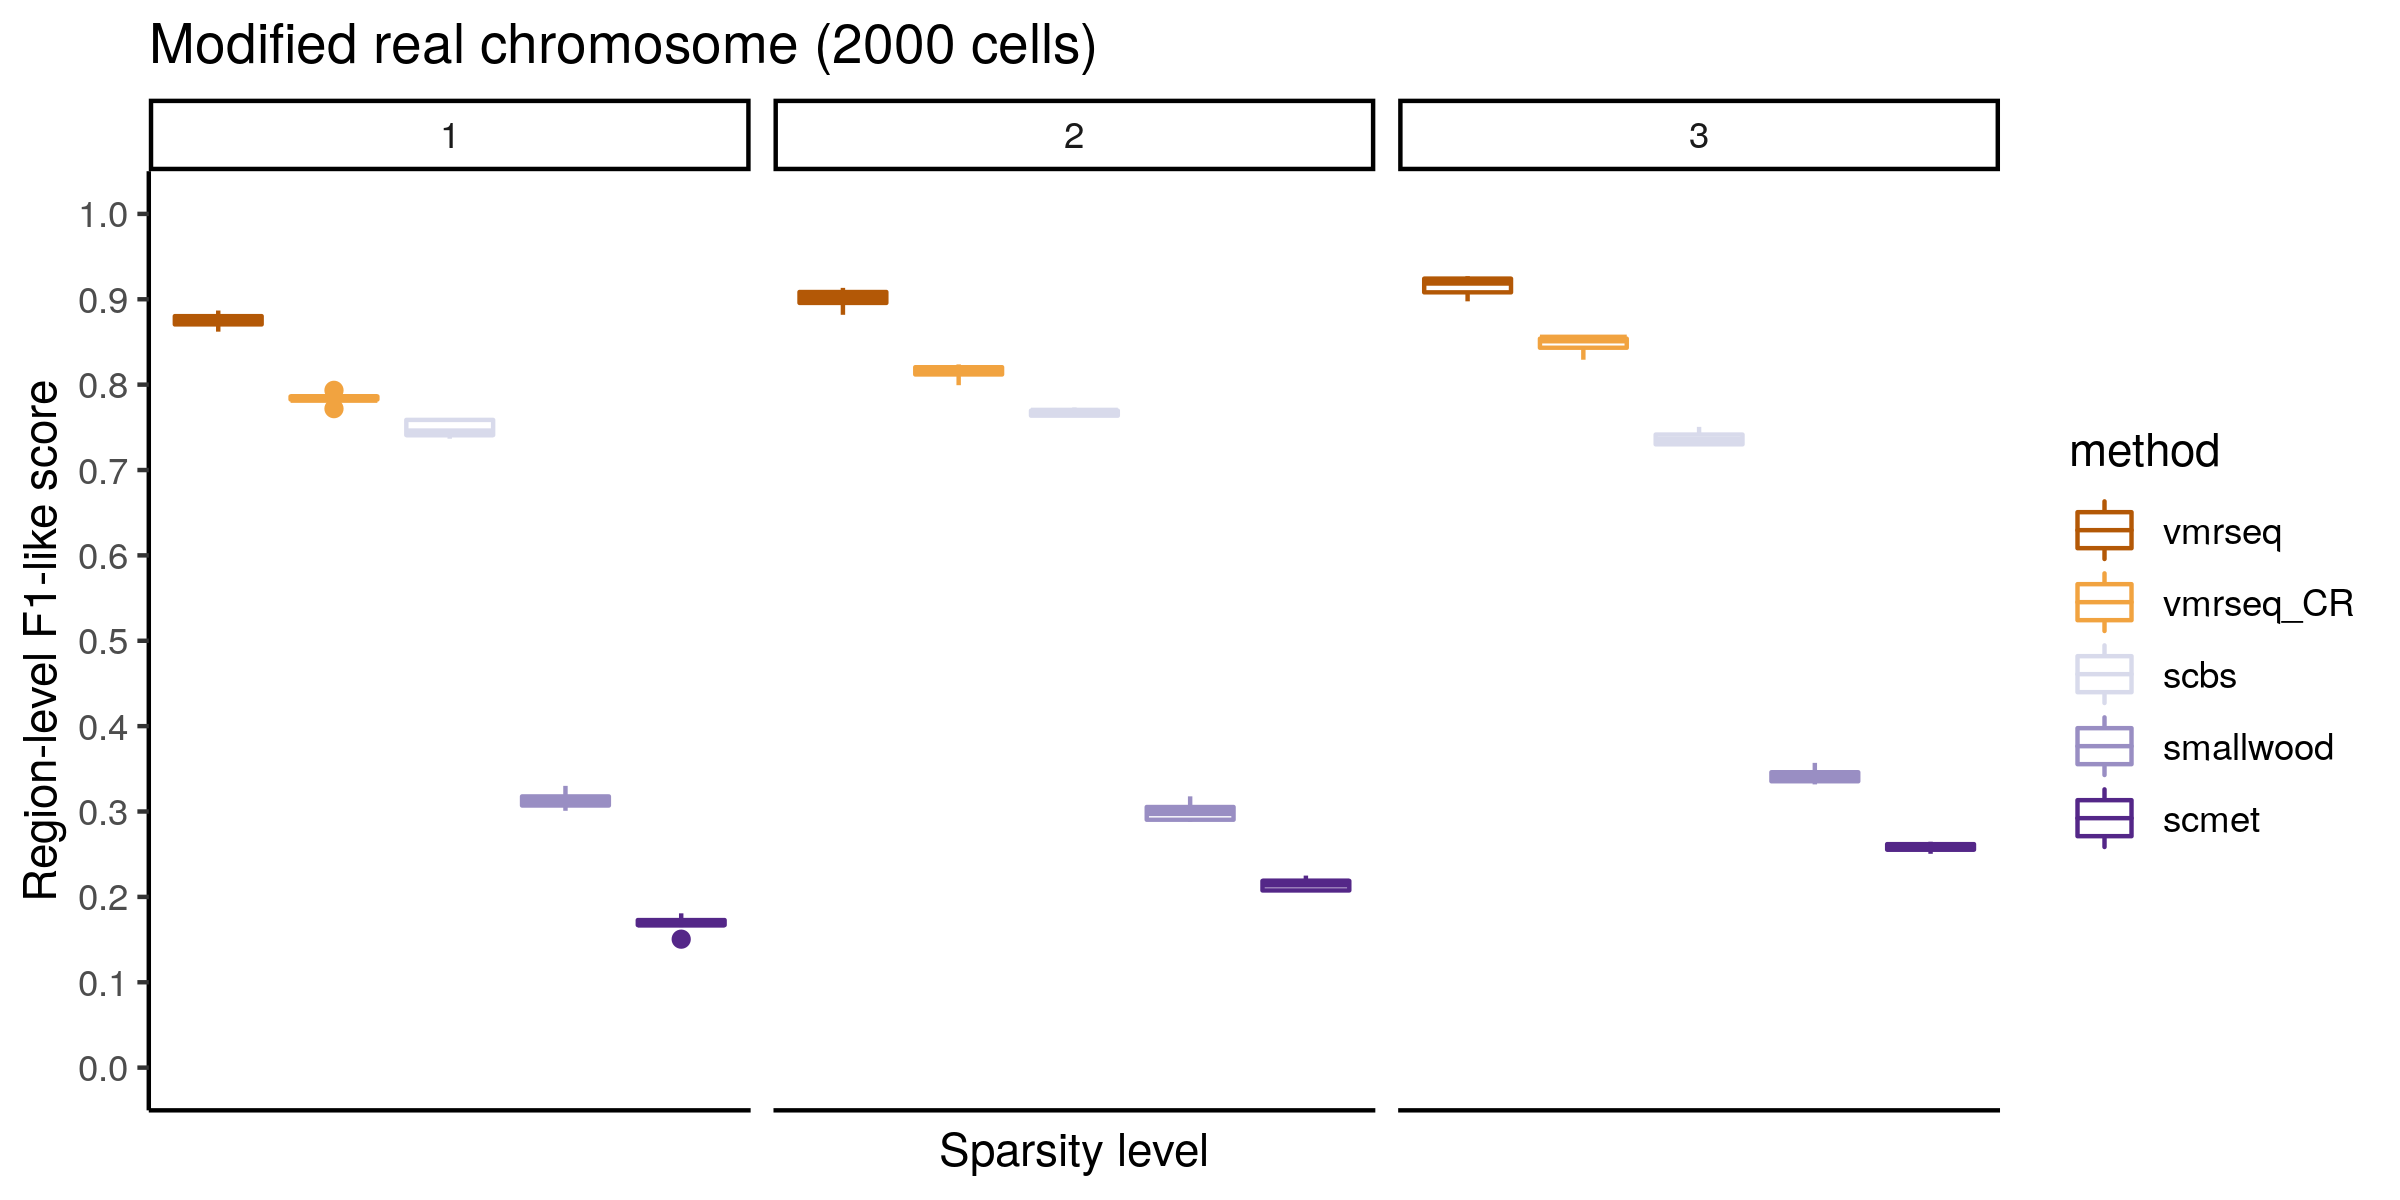 Modified real chromosome (2000 cells)
1
2
3
1.0
0.9
0.8
0.7
0.6
0.5
0.4
0.3
0.2
0.1
0.0
Region-level F1-like score
Sparsity level
method
vmrseq
vmrseq_CR
scbs
smallwood
scmet